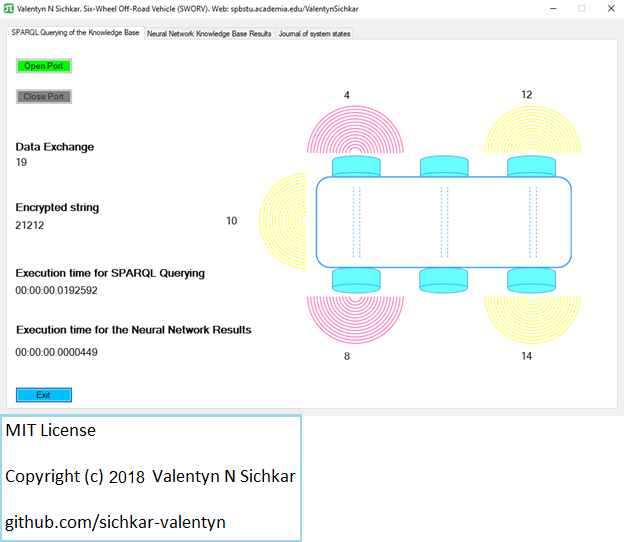 Valentyn N Sichkar. Six-Wheel Off-Road Vehicle (SWORV). Web: spbstu.academia.edu/ValentynSichkar
SPARQL Querying of the Knowledge Base Neural Network Knowledge Base Results Journal of system states
Open Port
Close Port
4 12
Data Exchange
19
Encrypted string
21212
10
Execution time for SPARQL Querying
00:00:00.0192592
Execution time for the Neural Network Results
00:00:00.0000449
8 14
Exit
MIT License
Copyright (c) 2018 Valentyn N Sichkar
github.com/sichkar-valentyn